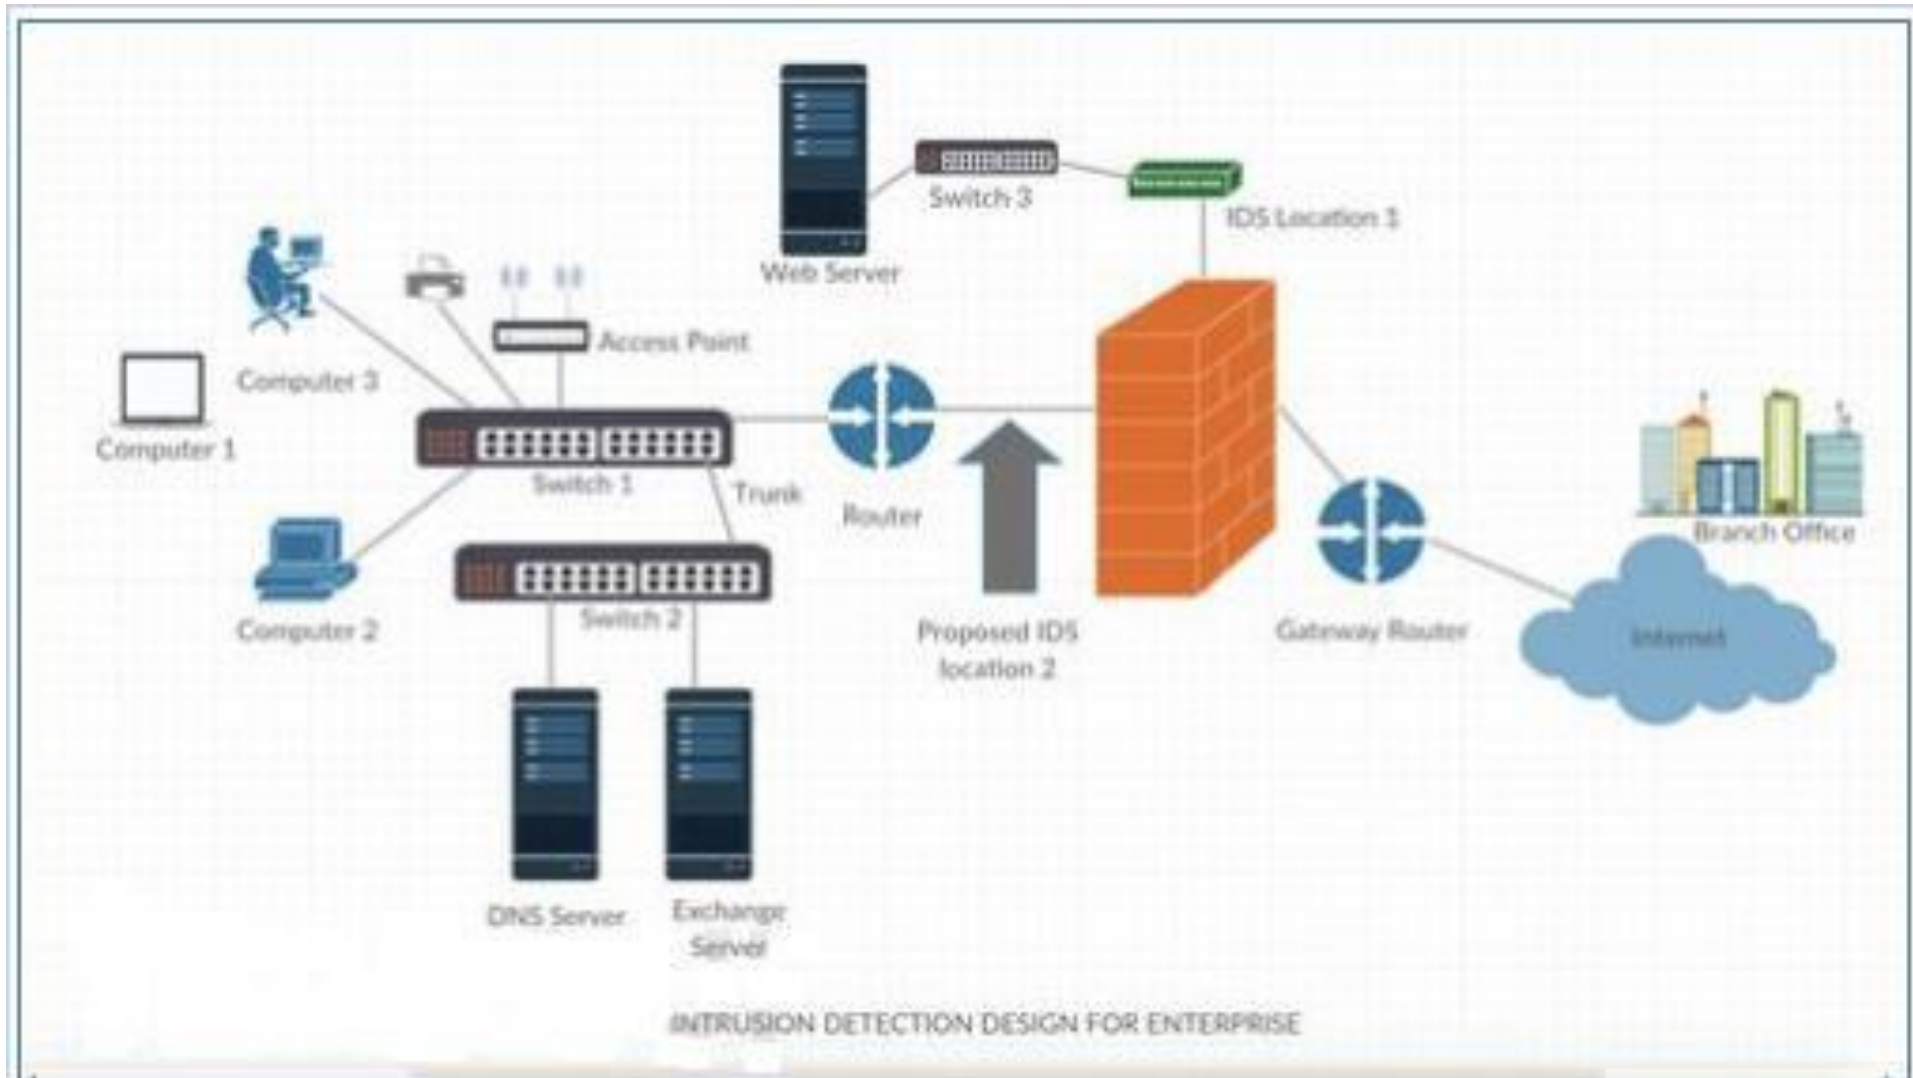 Switch 3
IDS Location 1
Web Server
Access Point
Computer 3
Computer 1
Switch 1
Trunk
Router
Branch Office
Switch 2
Computer 2
Proposed IDS
location 2
Gateway Router
Internet
DNS Server
Exchange
Server
INTRUSION DETECTION DESIGN FOR ENTERPRISE